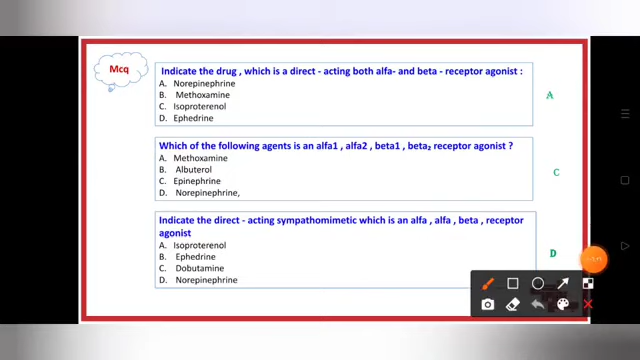 Mcq
Indicate the drug , which is a direct - acting both alfa- and beta - receptor agonist :
A. Norepinephrine
B. Methoxamine
C. Isoproterenol
D. Ephedrine
A
Which of the following agents is an alfa1 , alfa2 , beta1 , beta₂ receptor agonist ?
A. Methoxamine
B. Albuterol
C. Epinephrine
D. Norepinephrine,
C
Indicate the direct - acting sympathomimetic which is an alfa , alfa , beta , receptor
agonist
A. Isoproterenol
B. Ephedrine
C. Dobutamine
D. Norepinephrine
D